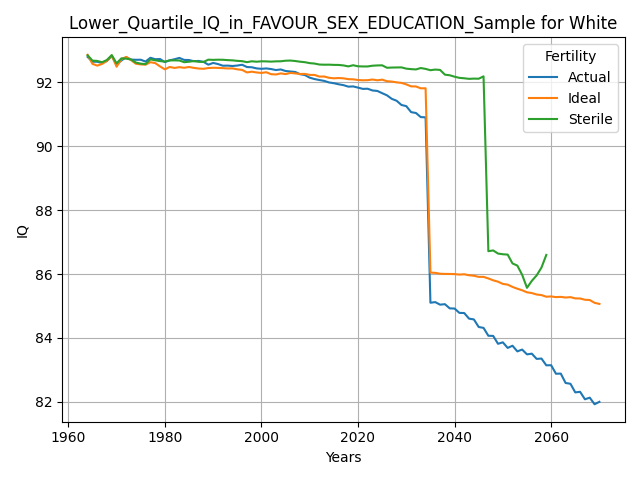 Lower_Quartile_IQ_in_FAVOUR_SEX_EDUCATION_Sample for White
Fertility
Actual
Ideal
Sterile
IQ
92
90
88
86
84
82
1960
1980
2000
2020
2040
2060
Years